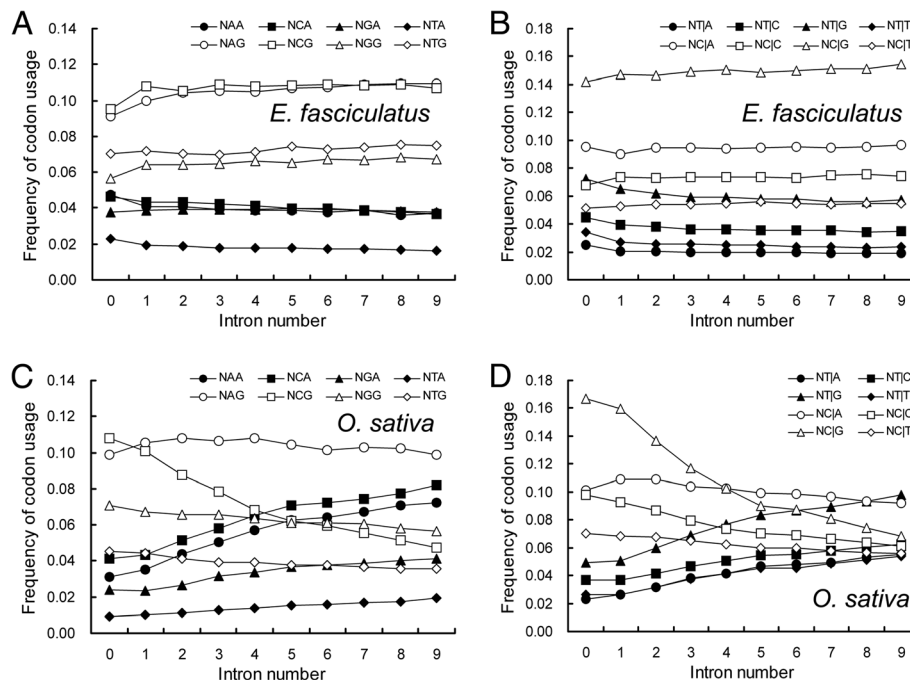 A
NAA NCA NGA NTA
NAG NCG NGG NTG
E. fasciculatus
Frequency of codon usage
0.14
0.12
0.10
0.08
0.06
0.04
0.02
0.00
0 1 2 3 4 5 6 7 8 9
Intron number
B
NT|A NT|C NT|G NT|T
NC|A NC|C NC|G NC|T
E. fasciculatus
Frequency of codon usage
0.18
0.16
0.14
0.12
0.10
0.08
0.06
0.04
0.02
0.00
0 1 2 3 4 5 6 7 8 9
Intron number
C
NAA NCA NGA NTA
NAG NCG NGG NTG
O. sativa
Frequency of codon usage
0.14
0.12
0.10
0.08
0.06
0.04
0.02
0.00
0 1 2 3 4 5 6 7 8 9
Intron number
D
NT|A NT|C
NT|G NT|T
NC|A NC|C
NC|G NC|T
O. sativa
Frequency of codon usage
0.18
0.16
0.14
0.12
0.10
0.08
0.06
0.04
0.02
0.00
0 1 2 3 4 5 6 7 8 9
Intron number